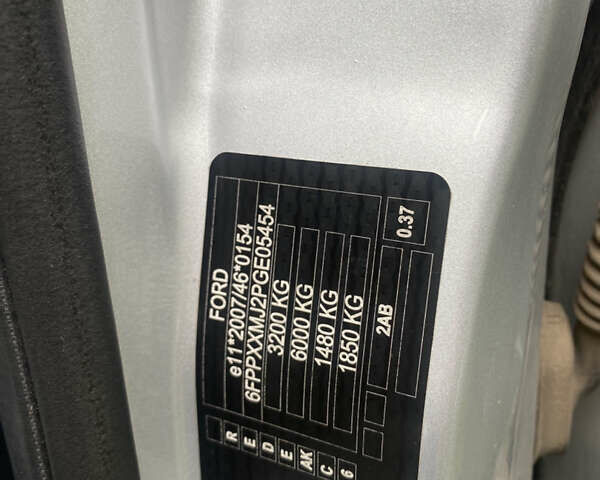 FORD
e11*2007/46*0154
6FPPXXMJ2PGE05454
3200 KG
6000 KG
1480 KG
1850 KG
2AB
0.37
R E D E AK C 6